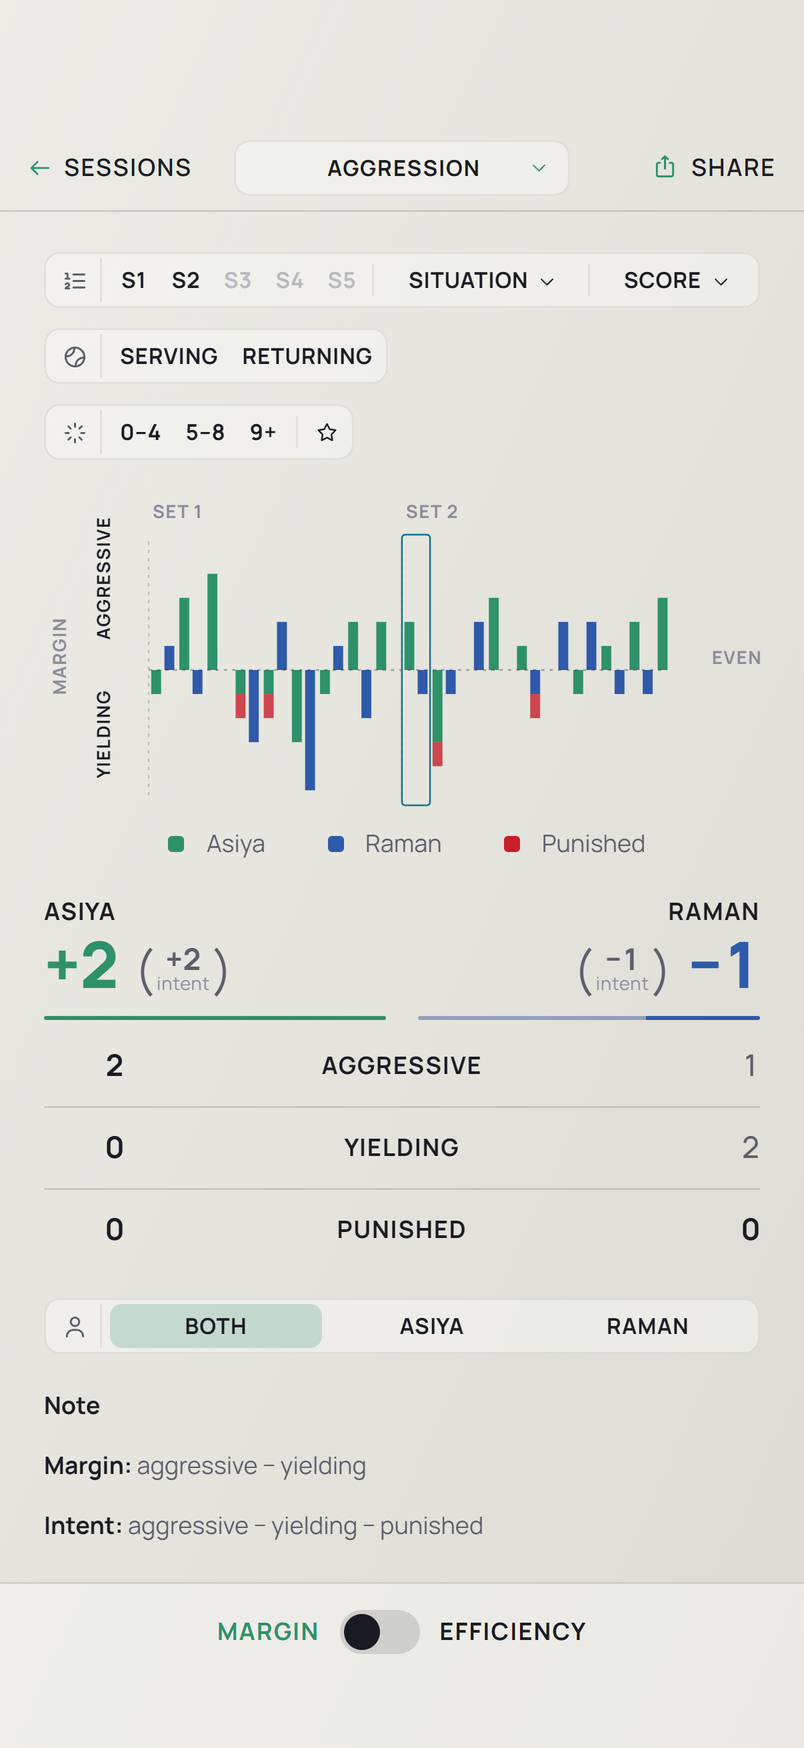 SESSIONS AGGRESSION SHARE
S1 S2 S3 S4 S5 SITUATION SCORE
SERVING RETURNING
0–4 5–8 9+
SET 1 SET 2
AGGRESSIVE
MARGIN
EVEN
YIELDING
Asiya Raman Punished
ASIYA RAMAN
+2 (+2 intent) (−1 intent) −1
2 AGGRESSIVE 1
0 YIELDING 2
0 PUNISHED 0
BOTH ASIYA RAMAN
Note
Margin: aggressive – yielding
Intent: aggressive – yielding – punished
MARGIN EFFICIENCY